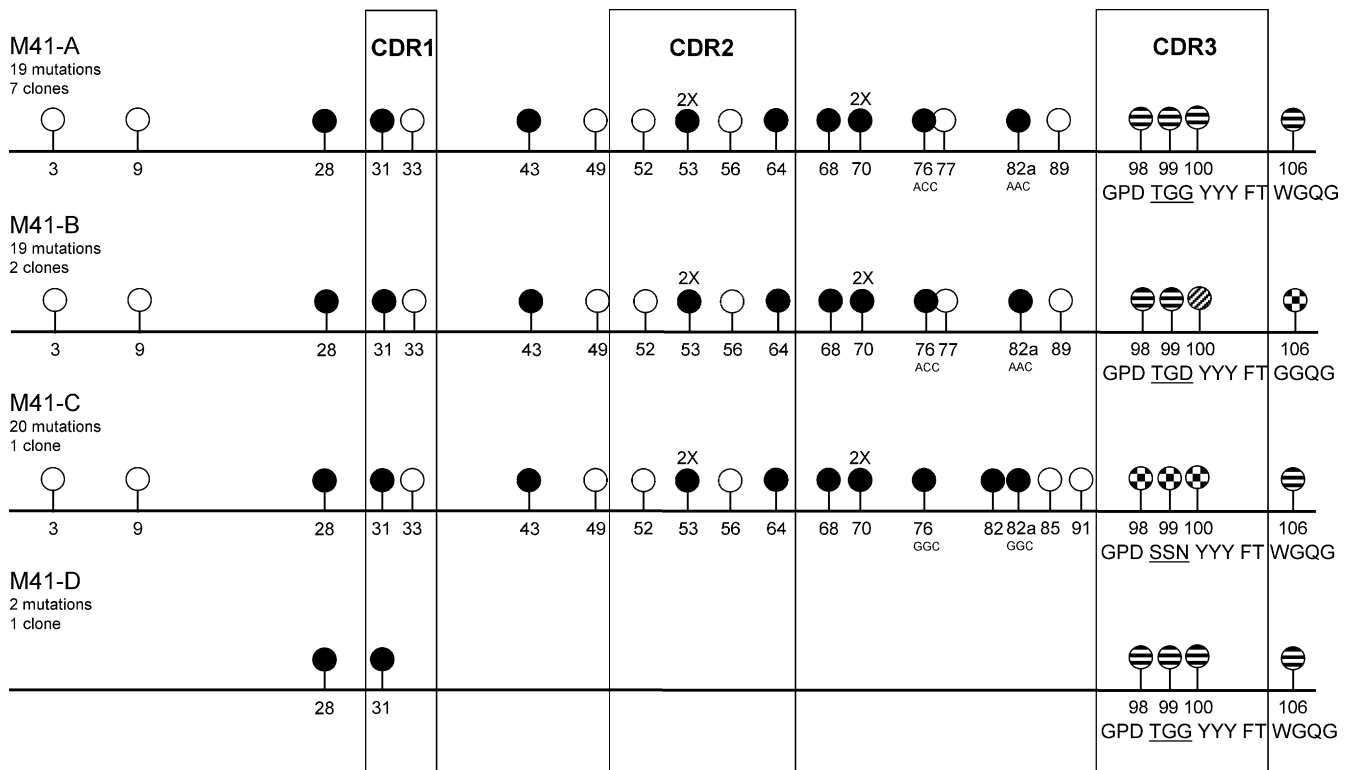 CDR1 CDR2 CDR3
M41-A
19 mutations
7 clones
2X 2X
3 9 28 31 33 43 49 52 53 56 64 68 70 76 77 82a 89 98 99 100 106
ACC AAC
GPD TGG YYY FT WGQG
M41-B
19 mutations
2 clones
2X 2X
3 9 28 31 33 43 49 52 53 56 64 68 70 76 77 82a 89 98 99 100 106
ACC AAC
GPD TGD YYY FT GGQG
M41-C
20 mutations
1 clone
2X 2X
3 9 28 31 33 43 49 52 53 56 64 68 70 76 82 82a 85 91 98 99 100 106
GGC GGC
GPD SSN YYY FT WGQG
M41-D
2 mutations
1 clone
28 31 98 99 100 106
GPD TGG YYY FT WGQG